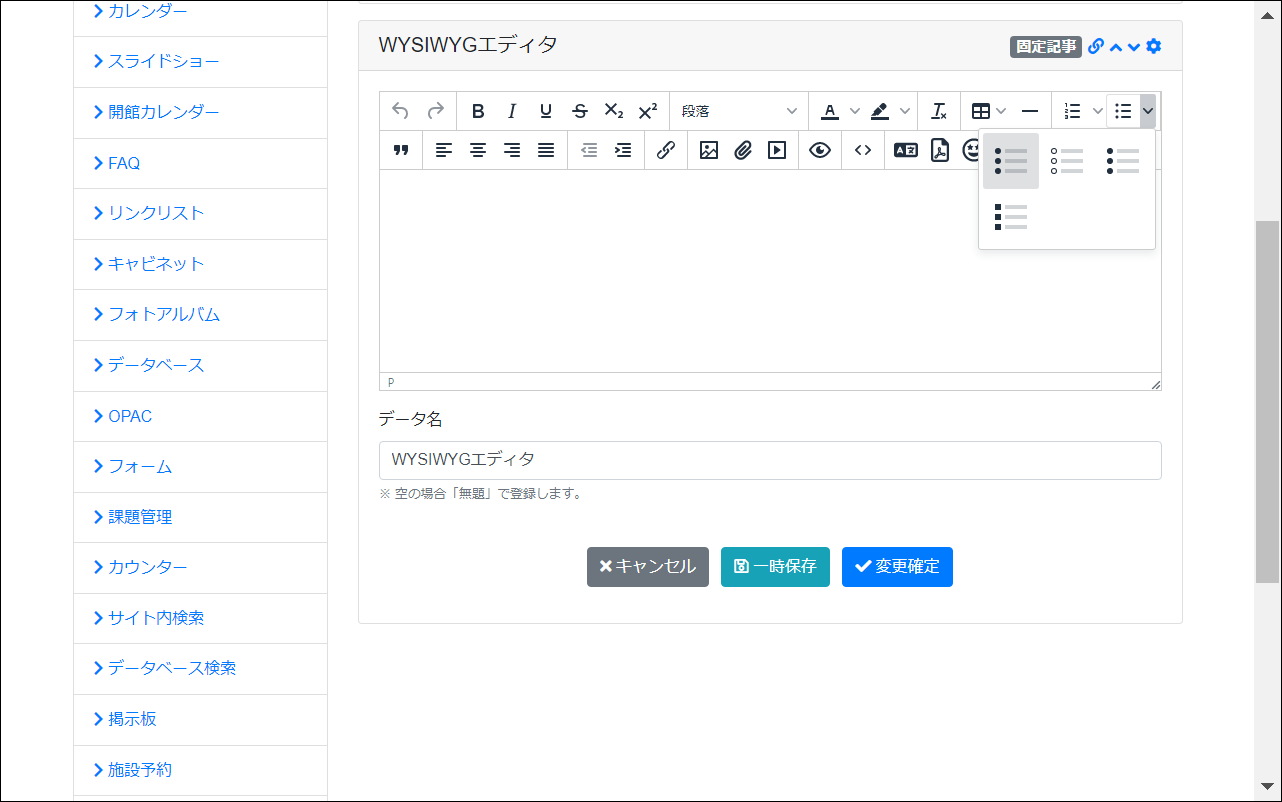 カレンダー
スライドショー
開館カレンダー
FAQ
リンクリスト
キャビネット
フォトアルバム
データベース
OPAC
フォーム
課題管理
カウンター
サイト内検索
データベース検索
掲示板
施設予約
WYSIWYGエディタ
固定記事
段落
P
データ名
WYSIWYGエディタ
※ 空の場合「無題」で登録します。
キャンセル
一時保存
変更確定